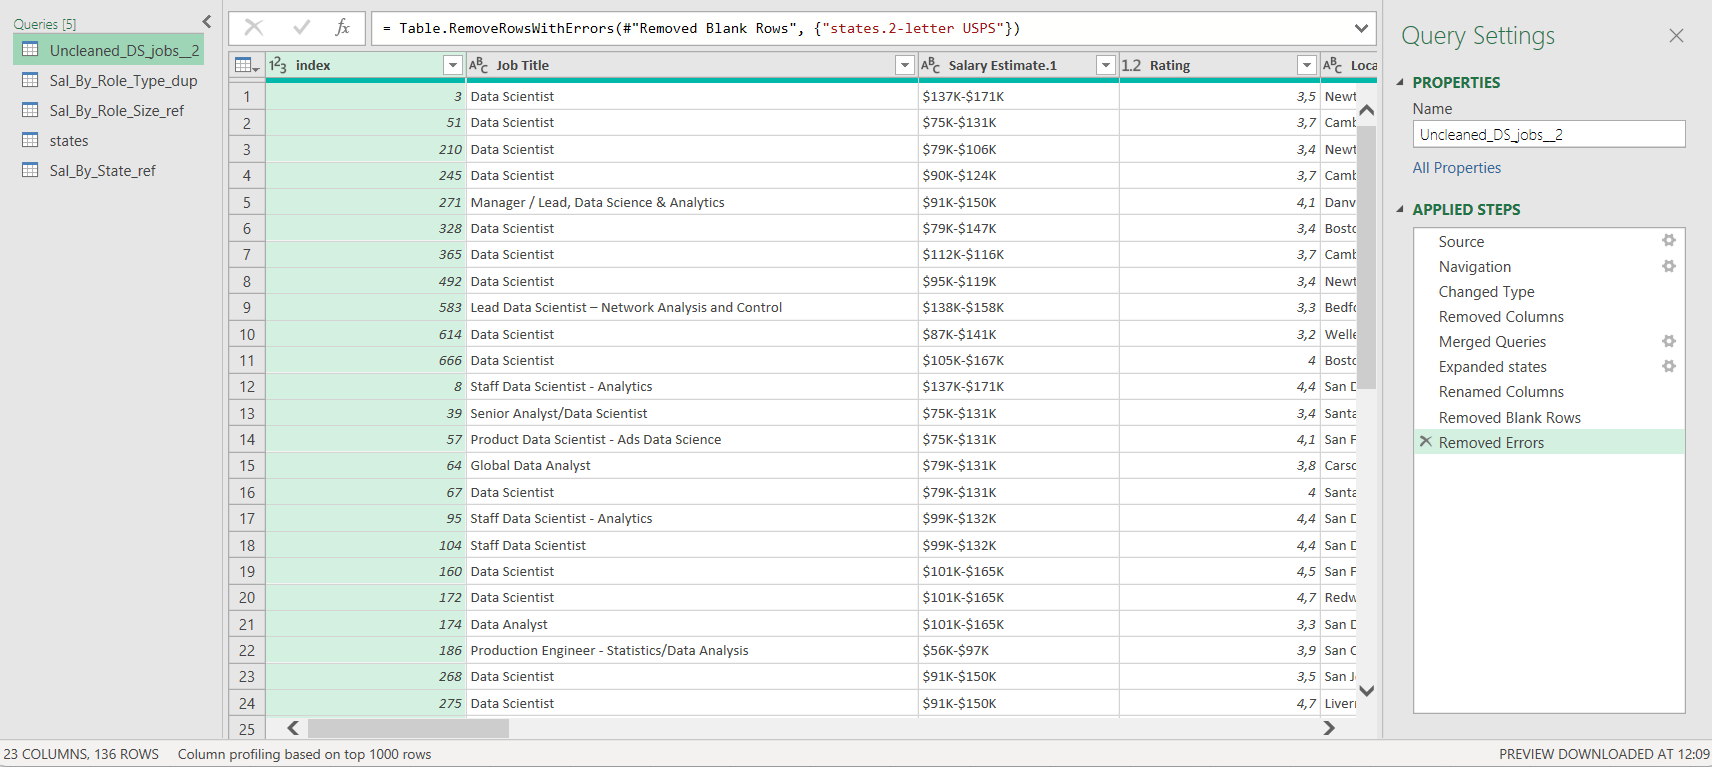 Queries [5]
Uncleaned_DS_jobs__2
Sal_By_Role_Type_dup
Sal_By_Role_Size_ref
states
Sal_By_State_ref
fx
= Table.RemoveRowsWithErrors(#"Removed Blank Rows", {"states.2-letter USPS"})
1 2 3 index ABC Job Title ABC Salary Estimate.1 1.2 Rating ABC Loca
1 3 Data Scientist $137K-$171K 3,5 Newt
2 51 Data Scientist $75K-$131K 3,7 Camb
3 210 Data Scientist $79K-$106K 3,4 Newt
4 245 Data Scientist $90K-$124K 3,7 Camb
5 271 Manager / Lead, Data Science & Analytics $91K-$150K 4,1 Danv
6 328 Data Scientist $79K-$147K 3,4 Bostc
7 365 Data Scientist $112K-$116K 3,7 Camb
8 492 Data Scientist $95K-$119K 3,4 Newt
9 583 Lead Data Scientist – Network Analysis and Control $138K-$158K 3,3 Bedfc
10 614 Data Scientist $87K-$141K 3,2 Welle
11 666 Data Scientist $105K-$167K 4 Bostc
12 8 Staff Data Scientist - Analytics $137K-$171K 4,4 San D
13 39 Senior Analyst/Data Scientist $75K-$131K 3,4 Santa
14 57 Product Data Scientist - Ads Data Science $75K-$131K 4,1 San F
15 64 Global Data Analyst $79K-$131K 3,8 Carsc
16 67 Data Scientist $79K-$131K 4 Santa
17 95 Staff Data Scientist - Analytics $99K-$132K 4,4 San D
18 104 Staff Data Scientist $99K-$132K 4,4 San D
19 160 Data Scientist $101K-$165K 4,5 San F
20 172 Data Scientist $101K-$165K 4,7 Redw
21 174 Data Analyst $101K-$165K 3,3 San D
22 186 Production Engineer - Statistics/Data Analysis $56K-$97K 3,9 San C
23 268 Data Scientist $91K-$150K 3,5 San J
24 275 Data Scientist $91K-$150K 4,7 Liver
25
Query Settings
PROPERTIES
Name
Uncleaned_DS_jobs__2
All Properties
APPLIED STEPS
Source
Navigation
Changed Type
Removed Columns
Merged Queries
Expanded states
Renamed Columns
Removed Blank Rows
Removed Errors
23 COLUMNS, 136 ROWS Column profiling based on top 1000 rows
PREVIEW DOWNLOADED AT 12:09